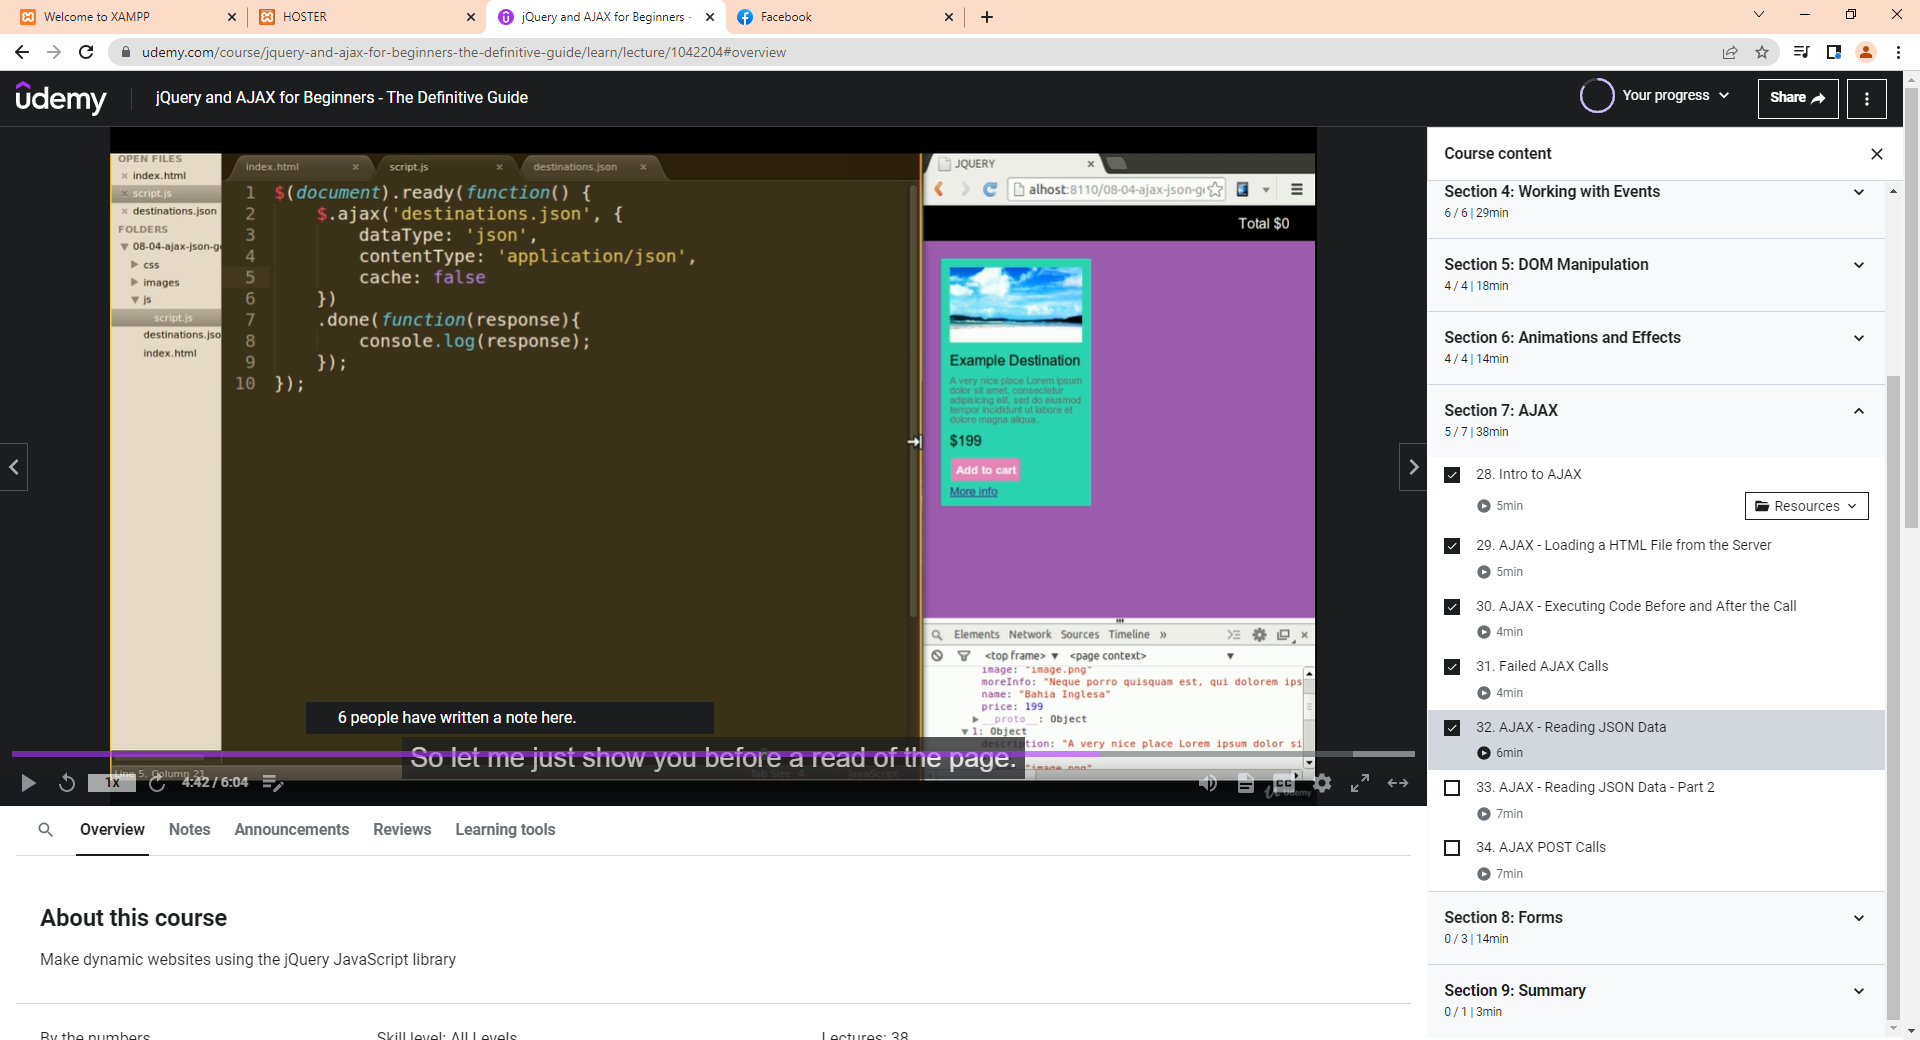 Welcome to XAMPP
HOSTER
jQuery and AJAX for Beginners -
Facebook
udemy.com/course/jquery-and-ajax-for-beginners-the-definitive-guide/learn/lecture/1042204#overview
udemy
jQuery and AJAX for Beginners - The Definitive Guide
Your progress
Share
OPEN FILES
index.html
script.js
destinations.json
FOLDERS
08-04-ajax-json-g
css
images
js
script.js
destinations.jso
index.html
index.html
script.js
destinations.json
1 $(document).ready(function() {
2 $.ajax('destinations.json', {
3 dataType: 'json',
4 contentType: 'application/json',
5 cache: false
6 })
7 .done(function(response){
8 console.log(response);
9 });
10 });
JQUERY
alhost:8110/08-04-ajax-json-g
Total $0
Example Destination
A very nice place Lorem ipsum
dolor sit amet, consectetur
adipisicing elit, sed do eiusmod
tempor incididunt ut labore et
dolore magna aliqua..
$199
Add to cart
More info
Elements Network Sources Timeline »
<top frame> ▼ <page context> ▼
image: "image.png"
moreInfo: "Neque porro quisquam est, qui dolorem ips
name: "Bahia Inglesa"
price: 199
__proto__: Object
1: Object
description: "A very nice place Lorem ipsum dolor si
"image.png"
6 people have written a note here.
So let me just show you before a read of the page.
Line 5, Column 21
Tab Size: 4
JavaScript
1x
4:42 / 6:04
CC
udemy
Course content
Section 4: Working with Events
6 / 6 | 29min
Section 5: DOM Manipulation
4 / 4 | 18min
Section 6: Animations and Effects
4 / 4 | 14min
Section 7: AJAX
5 / 7 | 38min
28. Intro to AJAX
5min
Resources
29. AJAX - Loading a HTML File from the Server
5min
30. AJAX - Executing Code Before and After the Call
4min
31. Failed AJAX Calls
4min
32. AJAX - Reading JSON Data
6min
33. AJAX - Reading JSON Data - Part 2
7min
34. AJAX POST Calls
7min
Section 8: Forms
0 / 3 | 14min
Section 9: Summary
0 / 1 | 3min
Overview
Notes
Announcements
Reviews
Learning tools
About this course
Make dynamic websites using the jQuery JavaScript library
By the numbers
Skill level: All Levels
Lectures: 38